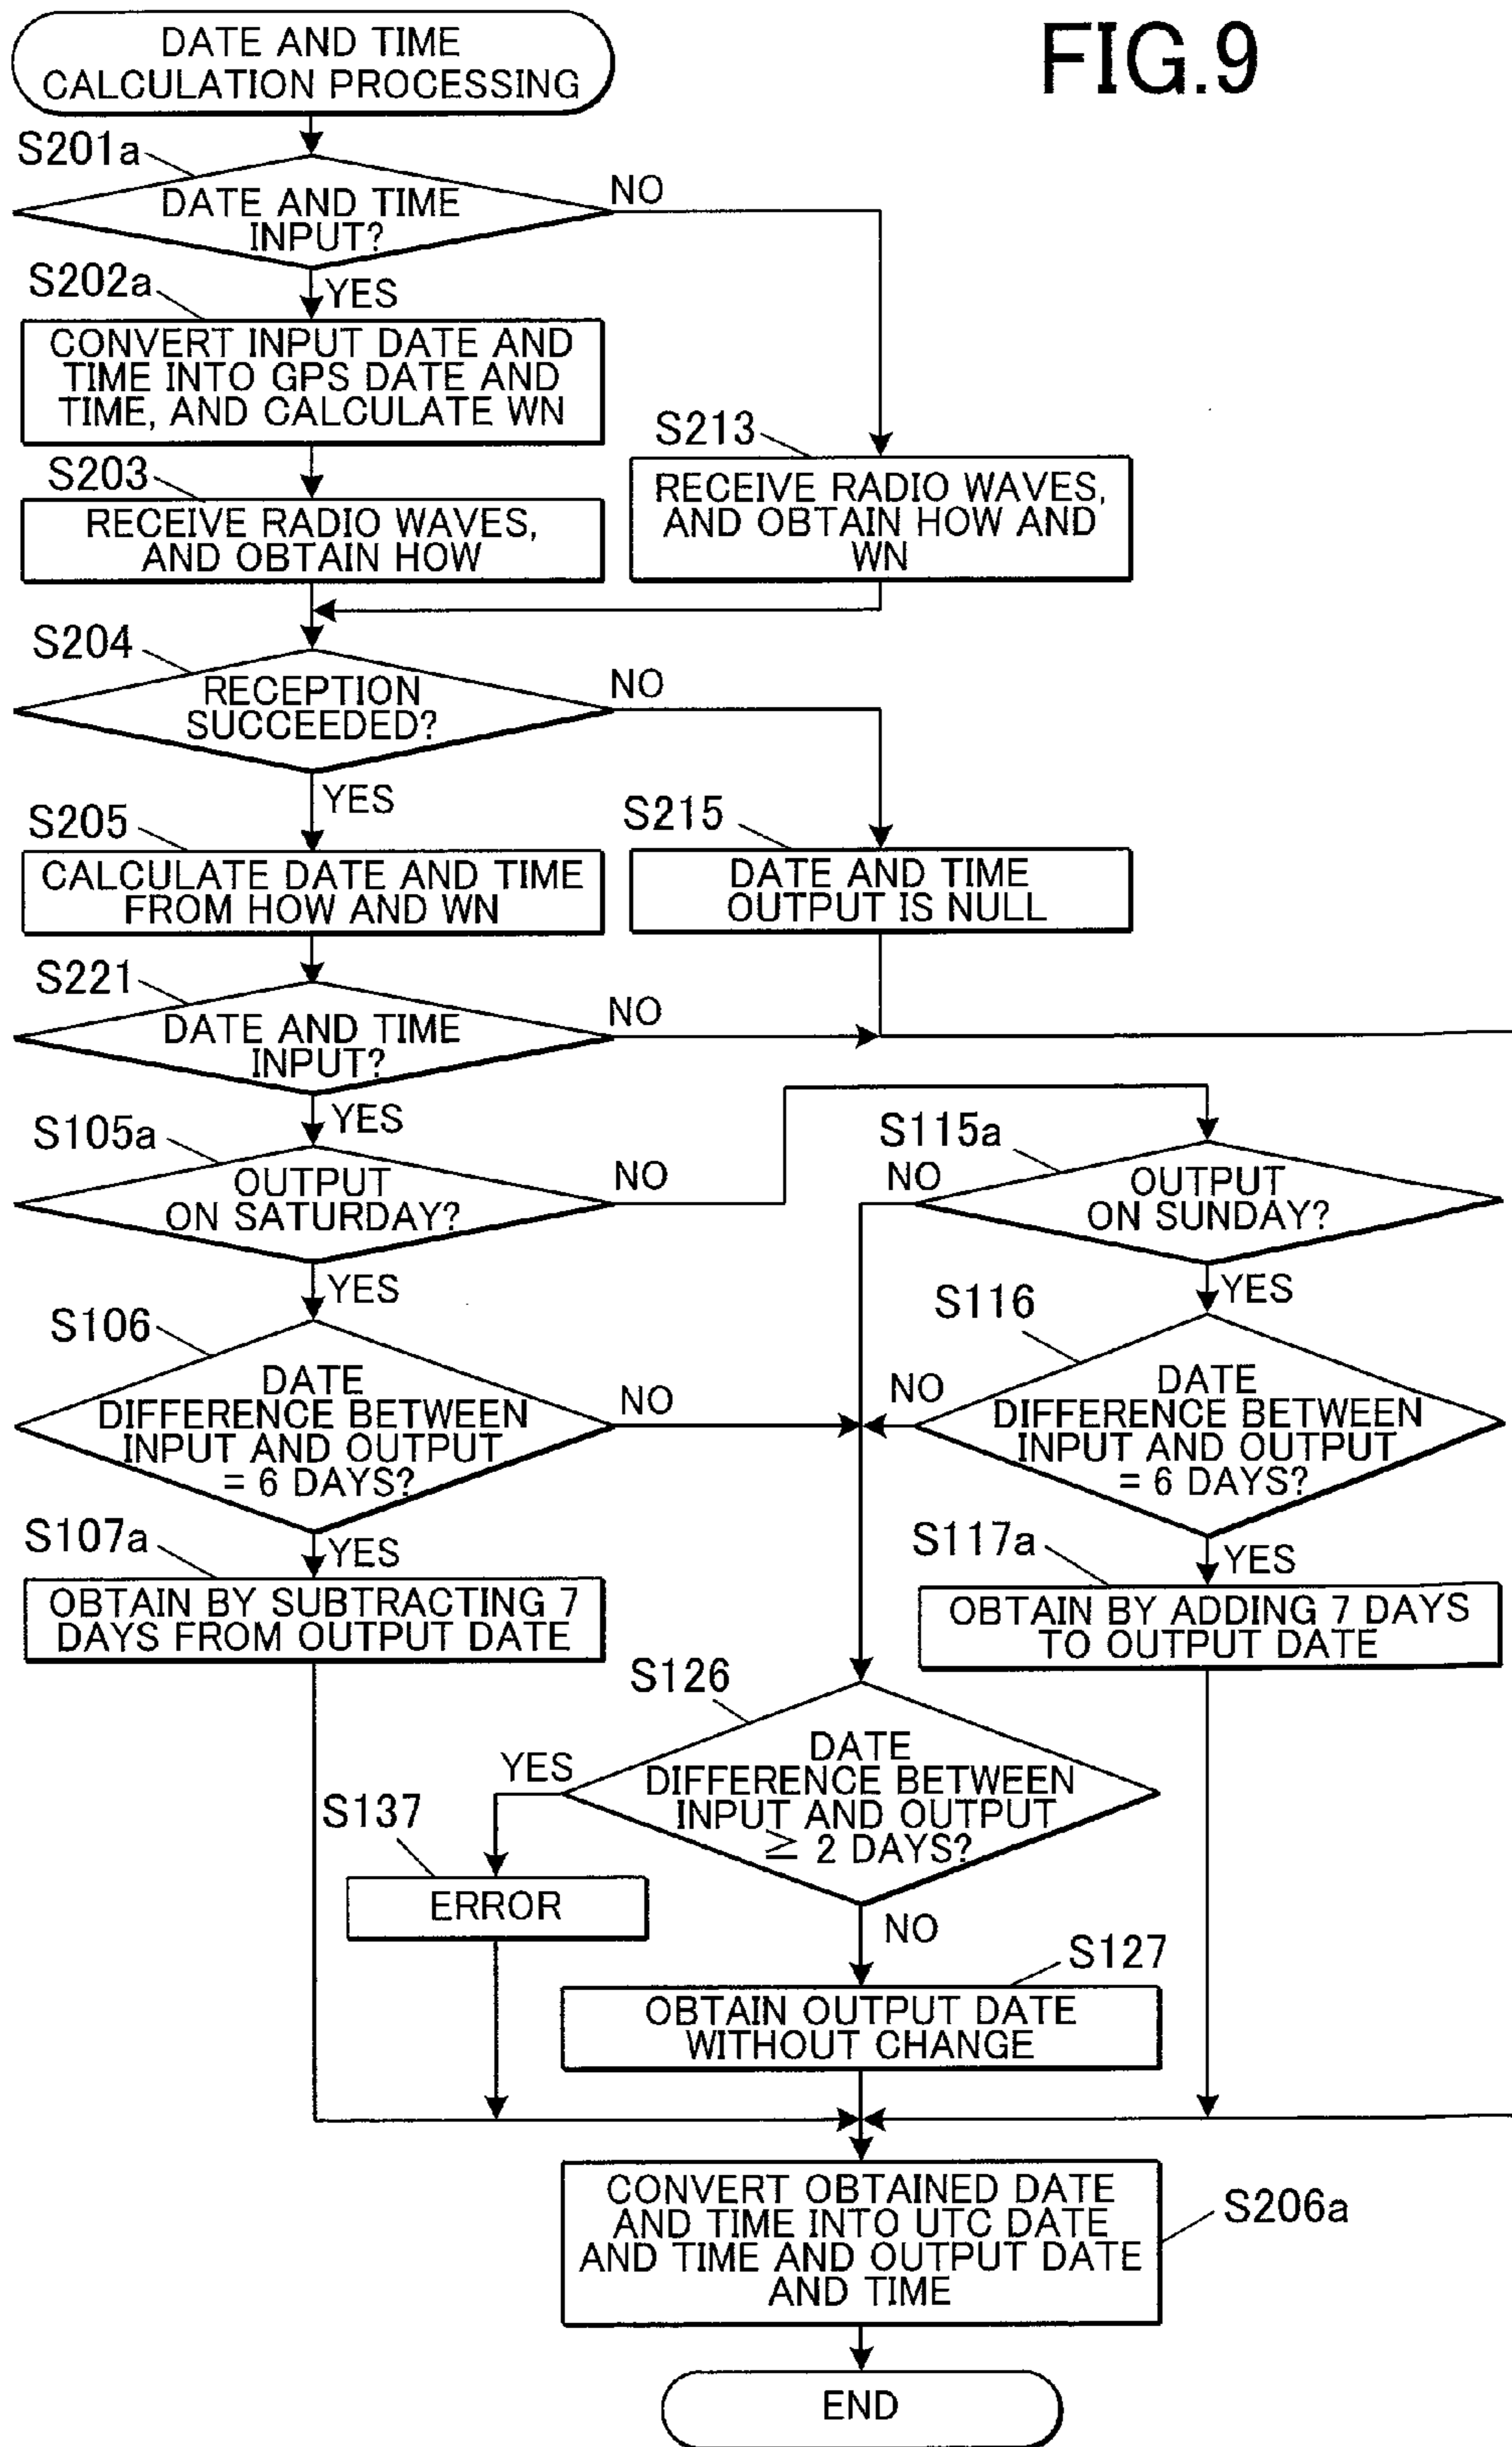 FIG.9
DATE AND TIME
CALCULATION PROCESSING
S201a
DATE AND TIME
INPUT?
NO
YES
S202a
CONVERT INPUT DATE AND
TIME INTO GPS DATE AND
TIME, AND CALCULATE WN
S203
RECEIVE RADIO WAVES,
AND OBTAIN HOW
S213
RECEIVE RADIO WAVES,
AND OBTAIN HOW AND
WN
S204
RECEPTION
SUCCEEDED?
NO
YES
S205
CALCULATE DATE AND TIME
FROM HOW AND WN
S215
DATE AND TIME
OUTPUT IS NULL
S221
DATE AND TIME
INPUT?
NO
YES
S105a
OUTPUT
ON SATURDAY?
NO
YES
S115a
OUTPUT
ON SUNDAY?
NO
YES
S106
DATE
DIFFERENCE BETWEEN
INPUT AND OUTPUT
= 6 DAYS?
NO
YES
S116
DATE
DIFFERENCE BETWEEN
INPUT AND OUTPUT
= 6 DAYS?
NO
YES
S107a
OBTAIN BY SUBTRACTING 7
DAYS FROM OUTPUT DATE
S117a
OBTAIN BY ADDING 7 DAYS
TO OUTPUT DATE
S126
DATE
DIFFERENCE BETWEEN
INPUT AND OUTPUT
≧ 2 DAYS?
YES
NO
S137
ERROR
S127
OBTAIN OUTPUT DATE
WITHOUT CHANGE
S206a
CONVERT OBTAINED DATE
AND TIME INTO UTC DATE
AND TIME AND OUTPUT DATE
AND TIME
END